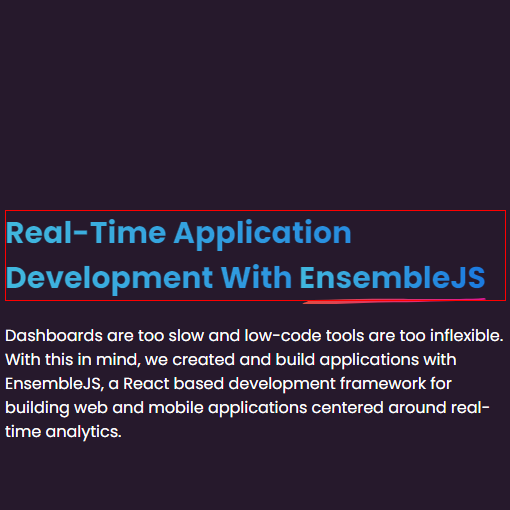 Real-Time Application
Development With EnsembleJS
Dashboards are too slow and low-code tools are too inflexible.
With this in mind, we created and build applications with
EnsembleJS, a React based development framework for
building web and mobile applications centered around real-
time analytics.